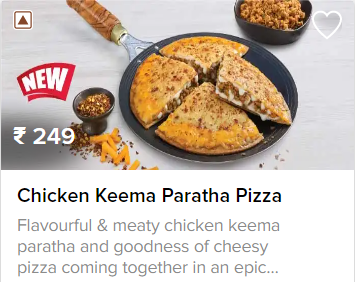 NEW
₹ 249
Chicken Keema Paratha Pizza
Flavourful & meaty chicken keema
paratha and goodness of cheesy
pizza coming together in an epic...